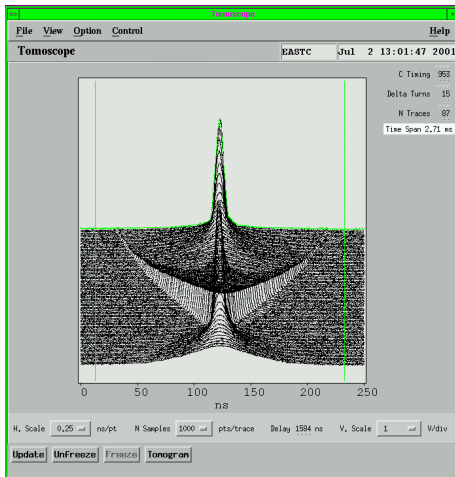 Tomoscope
File View Option Control Help
Tomoscope EASTC Jul 2 13:01:47 2001
C Timing 953
Delta Turns 15
N Traces 87
Time Span 2.71 ms
0 50 100 150 200 250
ns
H. Scale 0.25 ns/pt N Samples 1000 pts/trace Delay 1584 ns V. Scale 1 V/div
Update Unfreeze Freeze Tomogram